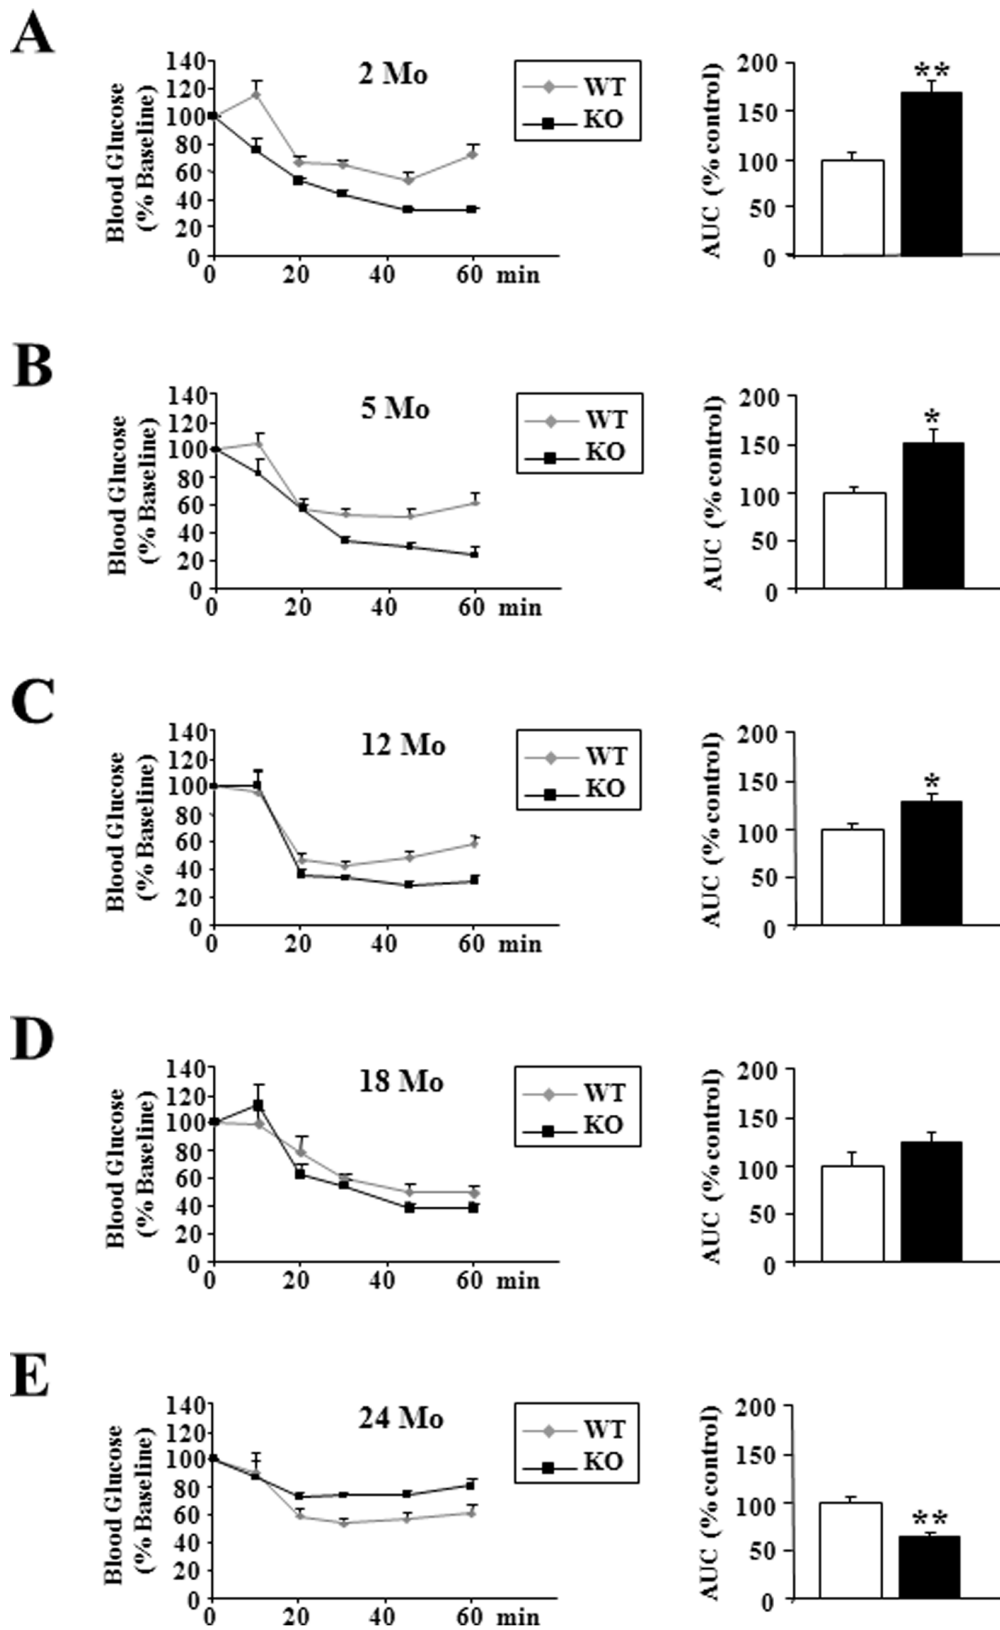 A
2 Mo
WT
KO
Blood Glucose
(% Baseline)
140
120
100
80
60
40
20
0
0 20 40 60 min
AUC (% control)
200
150
100
50
0
**
B
5 Mo
WT
KO
Blood Glucose
(% Baseline)
140
120
100
80
60
40
20
0
0 20 40 60 min
AUC (% control)
200
150
100
50
0
*
C
12 Mo
WT
KO
Blood Glucose
(% Baseline)
140
120
100
80
60
40
20
0
0 20 40 60 min
AUC (% control)
200
150
100
50
0
*
D
18 Mo
WT
KO
Blood Glucose
(% Baseline)
140
120
100
80
60
40
20
0
0 20 40 60 min
AUC (% control)
200
150
100
50
0
E
24 Mo
WT
KO
Blood Glucose
(% Baseline)
140
120
100
80
60
40
20
0
0 20 40 60 min
AUC (% control)
200
150
100
50
0
**